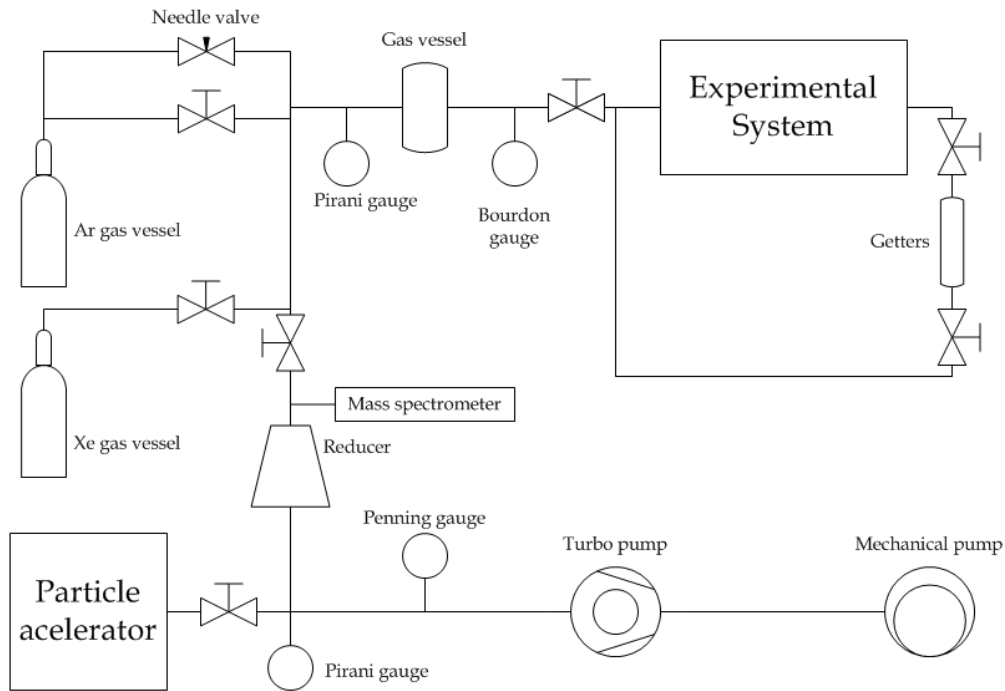 Needle valve
Gas vessel
Experimental
System
Pirani gauge
Bourdon
gauge
Ar gas vessel
Getters
Mass spectrometer
Xe gas vessel
Reducer
Penning gauge
Turbo pump
Mechanical pump
Particle
acelerator
Pirani gauge